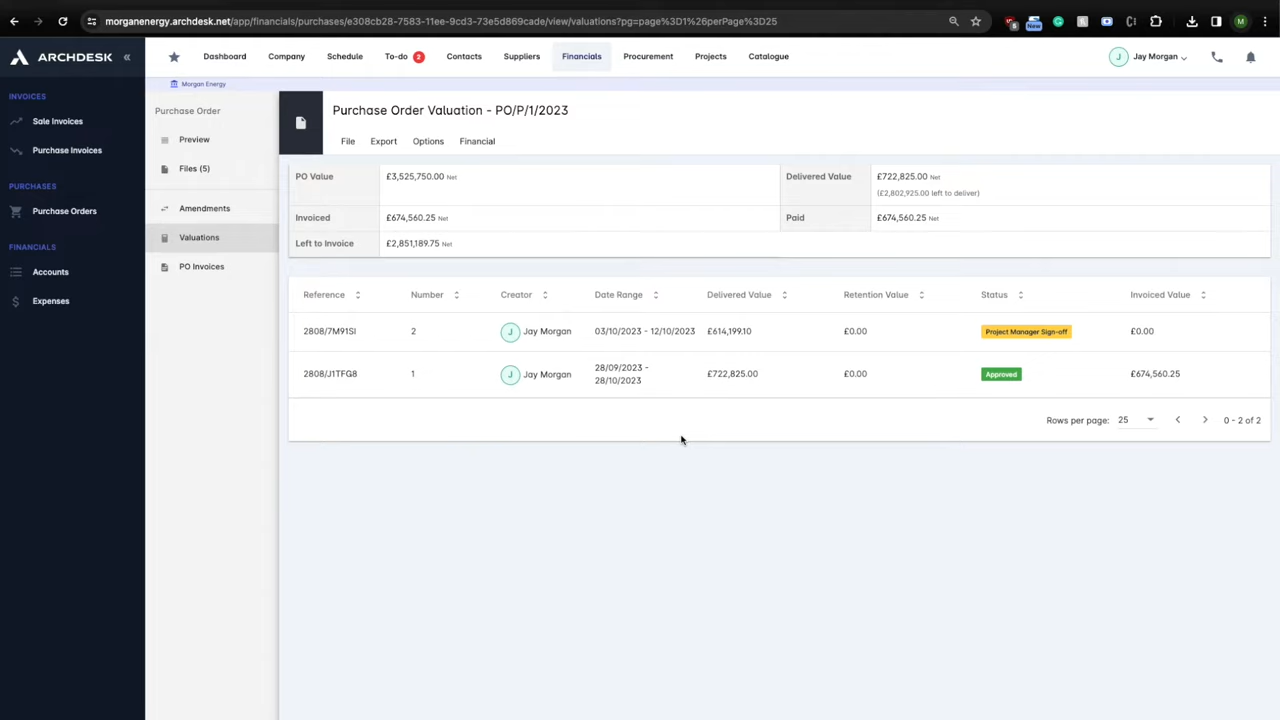 morganenergy.archdesk.net/app/financials/purchases/e308cb28-7583-11ee-9cd3-73e5d869cade/view/valuations?pg=page%3D1%26perPage%3D25
New
M
ARCHDESK «
Dashboard Company Schedule To-do 2 Contacts Suppliers Financials Procurement Projects Catalogue
J Jay Morgan
Morgan Energy
INVOICES
Sale Invoices
Purchase Invoices
PURCHASES
Purchase Orders
FINANCIALS
Accounts
Expenses
Purchase Order
Preview
Files (5)
Amendments
Valuations
PO Invoices
Purchase Order Valuation - PO/P/1/2023
File Export Options Financial
PO Value £3,525,750.00 Net Delivered Value £722,825.00 Net
(£2,802,925.00 left to deliver)
Invoiced £674,560.25 Net Paid £674,560.25 Net
Left to Invoice £2,851,189.75 Net
Reference Number Creator Date Range Delivered Value Retention Value Status Invoiced Value
2808/7M91SI 2 J Jay Morgan 03/10/2023 - 12/10/2023 £614,199.10 £0.00 Project Manager Sign-off £0.00
2808/J1TFG8 1 J Jay Morgan 28/09/2023 - 28/10/2023 £722,825.00 £0.00 Approved £674,560.25
Rows per page: 25 0 - 2 of 2